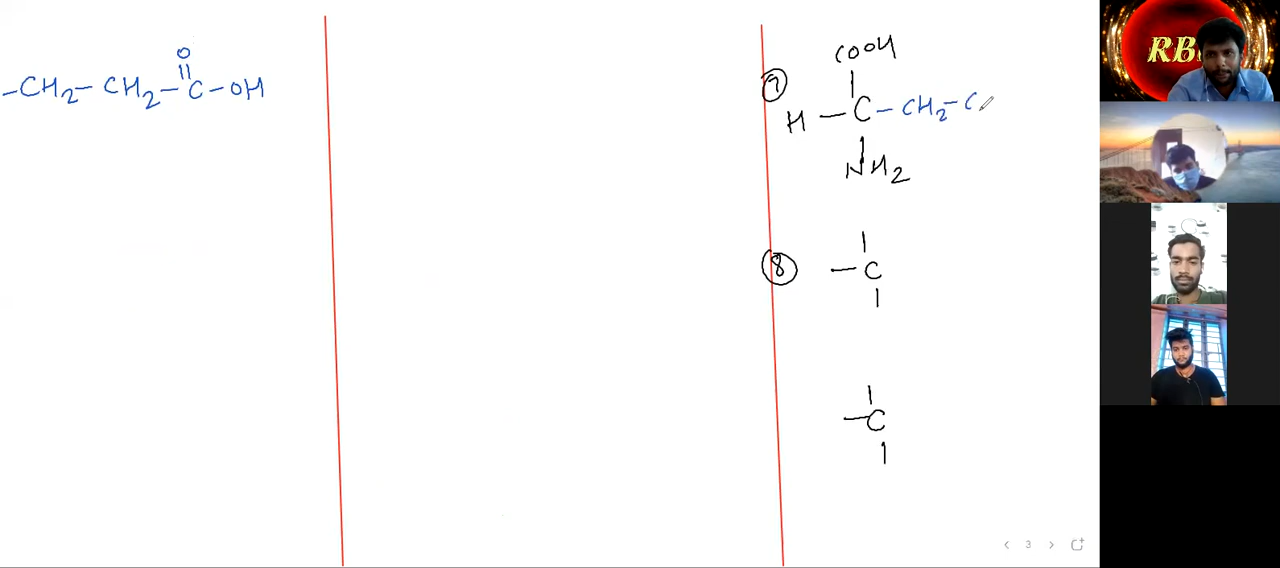 O
||
-CH2-CH2-C-OH
COOH
|
7 H-C-CH2-C
|
NH2
|
8 -C
|
|
-C
|
RB
< 3 >